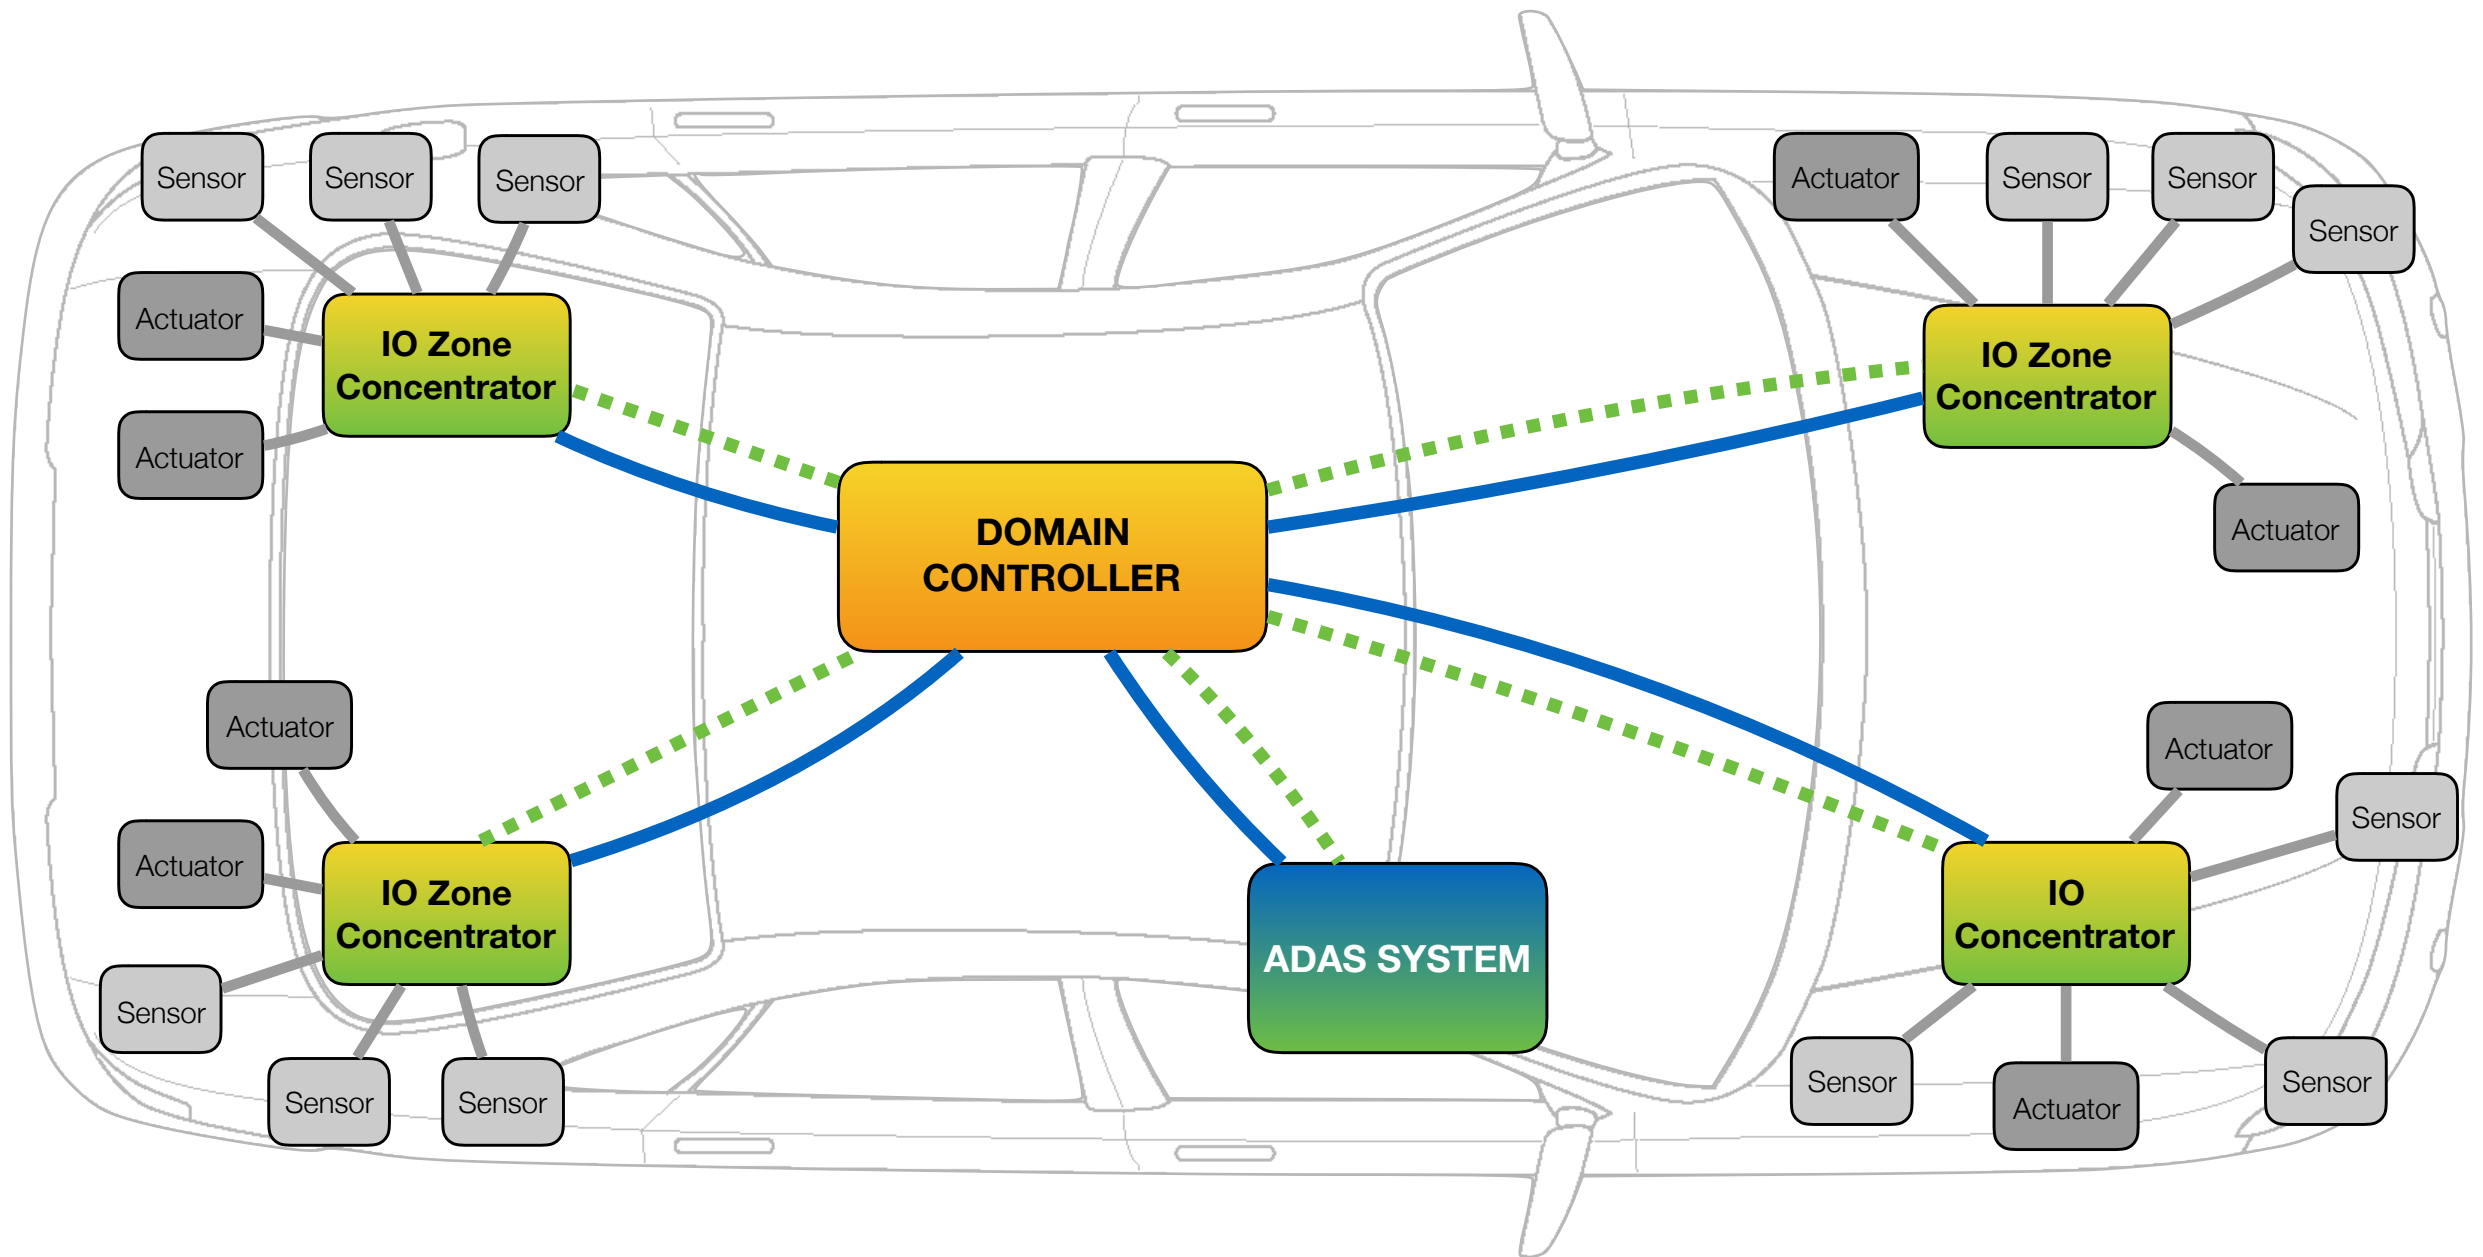 Sensor
Sensor
Sensor
Actuator
Sensor
Sensor
Sensor
Actuator
IO Zone
Concentrator
IO Zone
Concentrator
Actuator
Actuator
DOMAIN
CONTROLLER
Actuator
Actuator
Actuator
Sensor
IO Zone
Concentrator
IO
Concentrator
ADAS SYSTEM
Sensor
Sensor
Sensor
Sensor
Actuator
Sensor